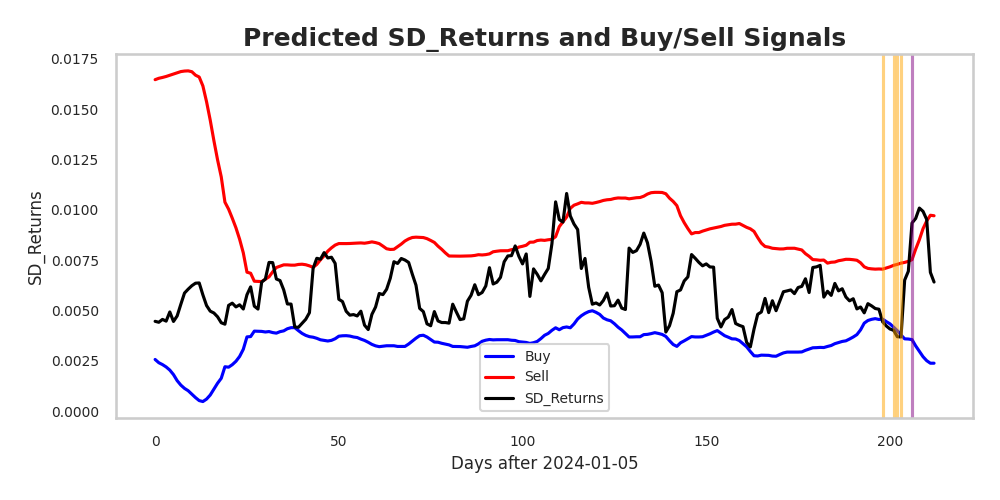 Predicted SD_Returns and Buy/Sell Signals
SD_Returns
0.0175
0.0150
0.0125
0.0100
0.0075
0.0050
0.0025
0.0000
Buy
Sell
SD_Returns
0 50 100 150 200
Days after 2024-01-05